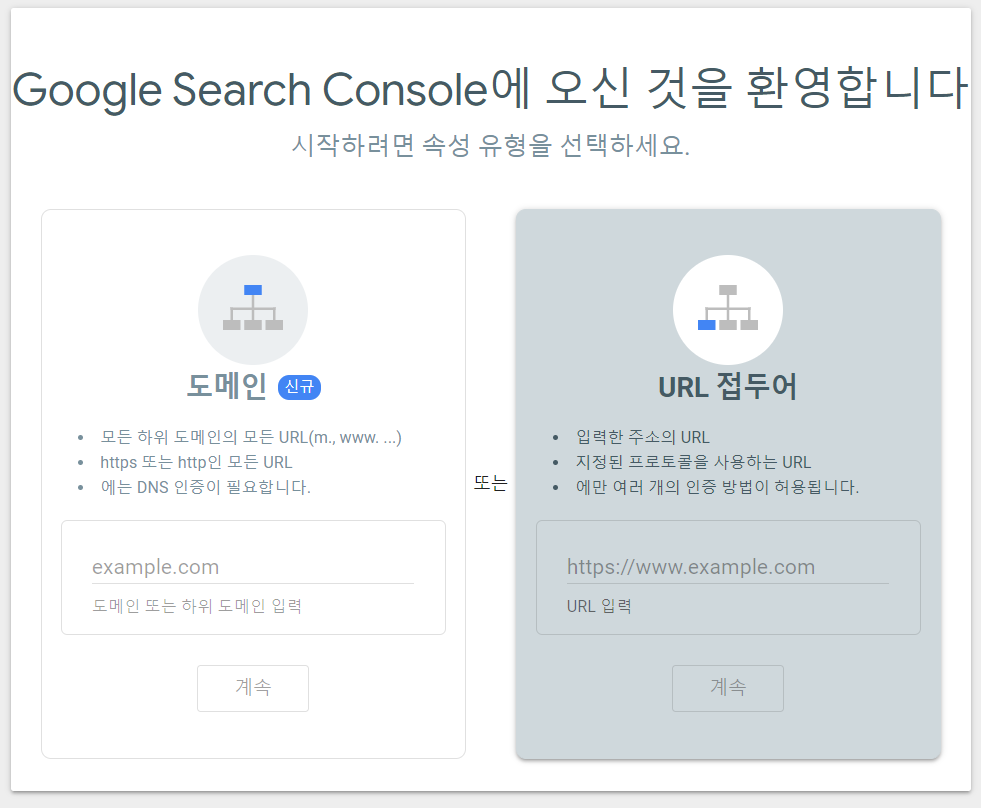 Google Search Console에 오신 것을 환영합니다
시작하려면 속성 유형을 선택하세요.
도메인 신규
• 모든 하위 도메인의 모든 URL(m., www. ...)
• https 또는 http인 모든 URL
• 에는 DNS 인증이 필요합니다.
example.com
도메인 또는 하위 도메인 입력
계속
또는
URL 접두어
• 입력한 주소의 URL
• 지정된 프로토콜을 사용하는 URL
• 에만 여러 개의 인증 방법이 허용됩니다.
https://www.example.com
URL 입력
계속